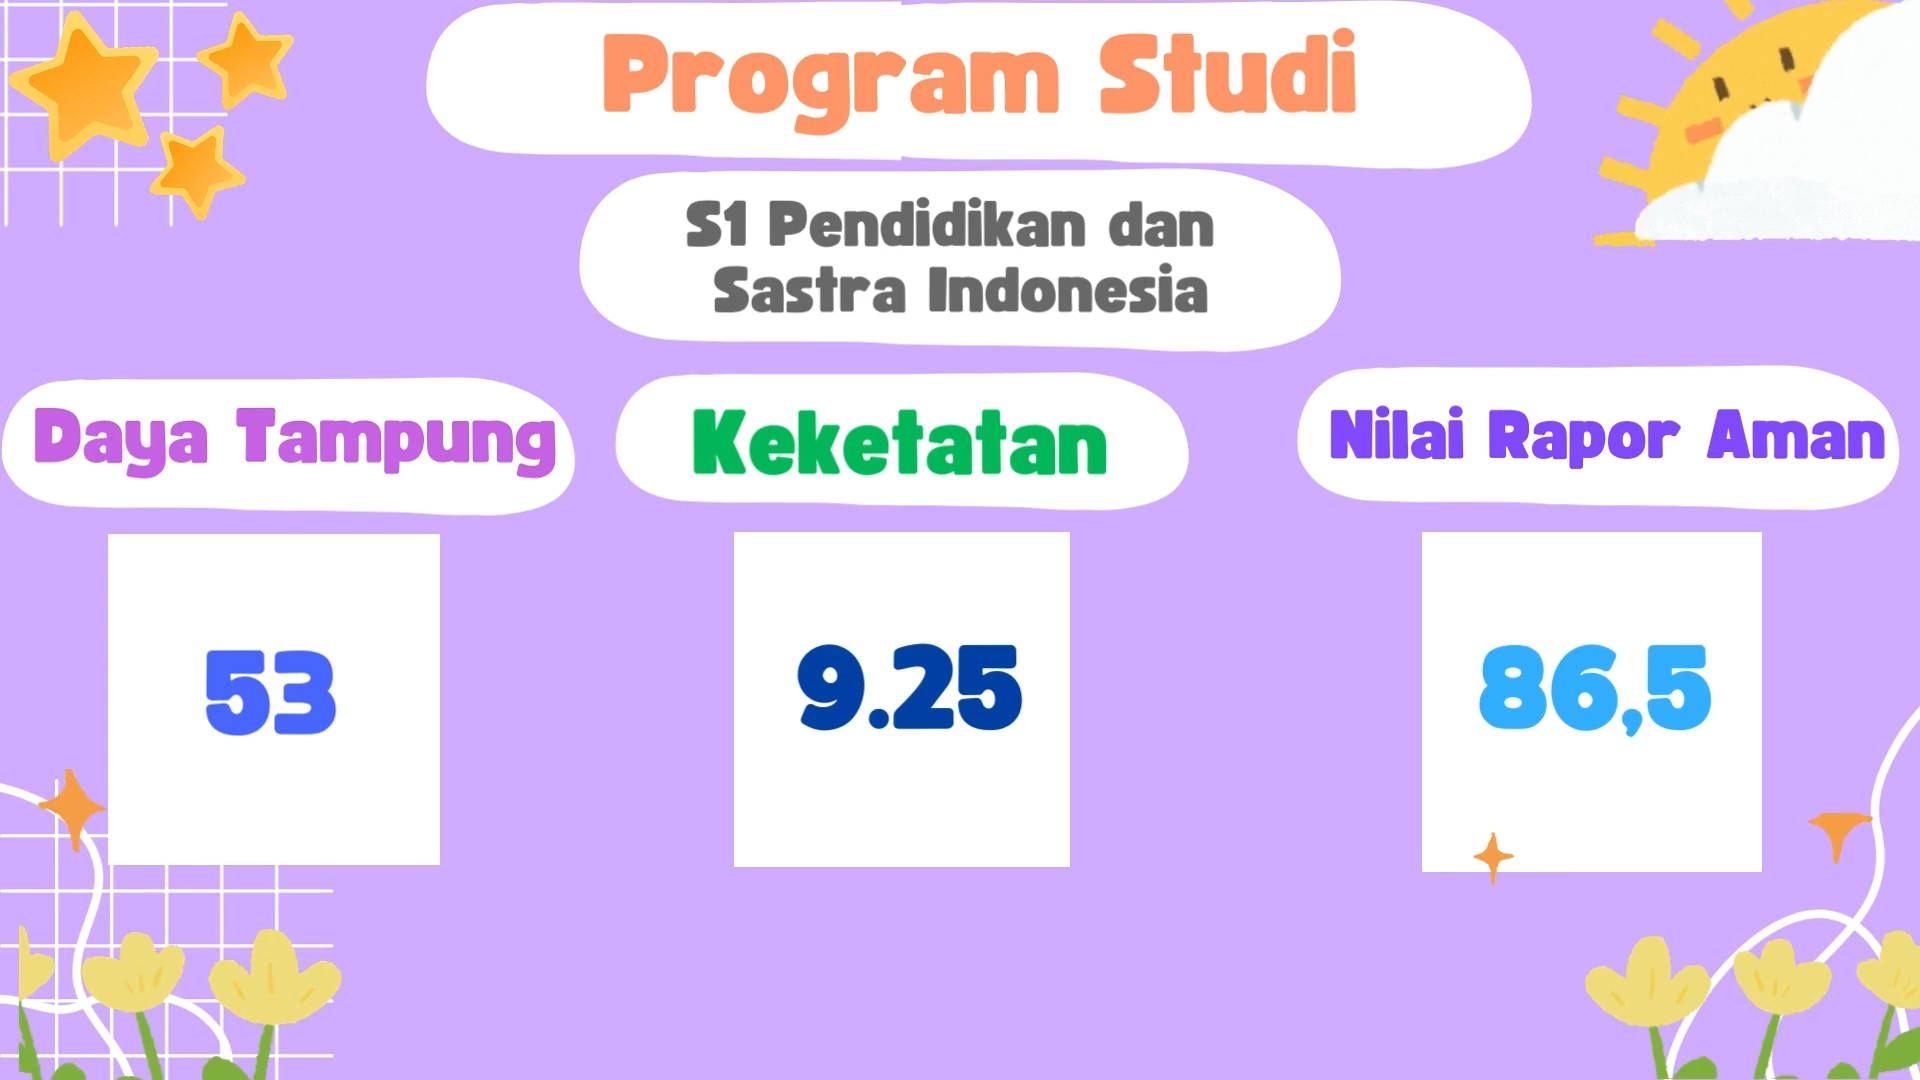 Program Studi
S1 Pendidikan dan
Sastra Indonesia
Daya Tampung
Keketatan
Nilai Rapor Aman
53
9.25
86,5